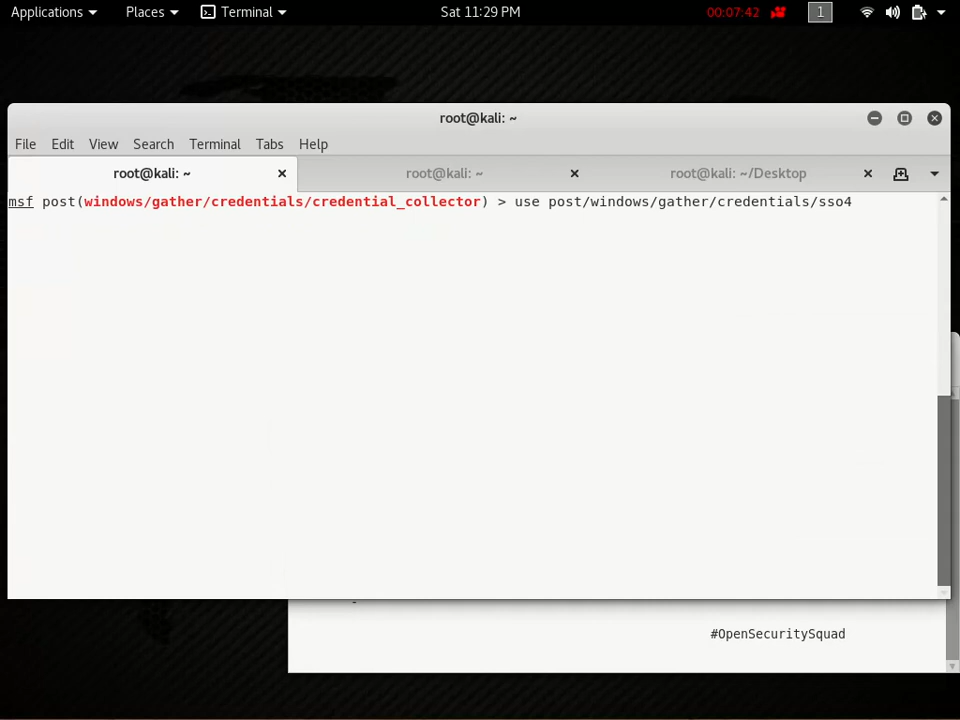 Applications Places Terminal Sat 11:29 PM 00:07:42 1
root@kali: ~
File Edit View Search Terminal Tabs Help
root@kali: ~ root@kali: ~ root@kali: ~/Desktop
msf post(windows/gather/credentials/credential_collector) > use post/windows/gather/credentials/sso4
#OpenSecuritySquad